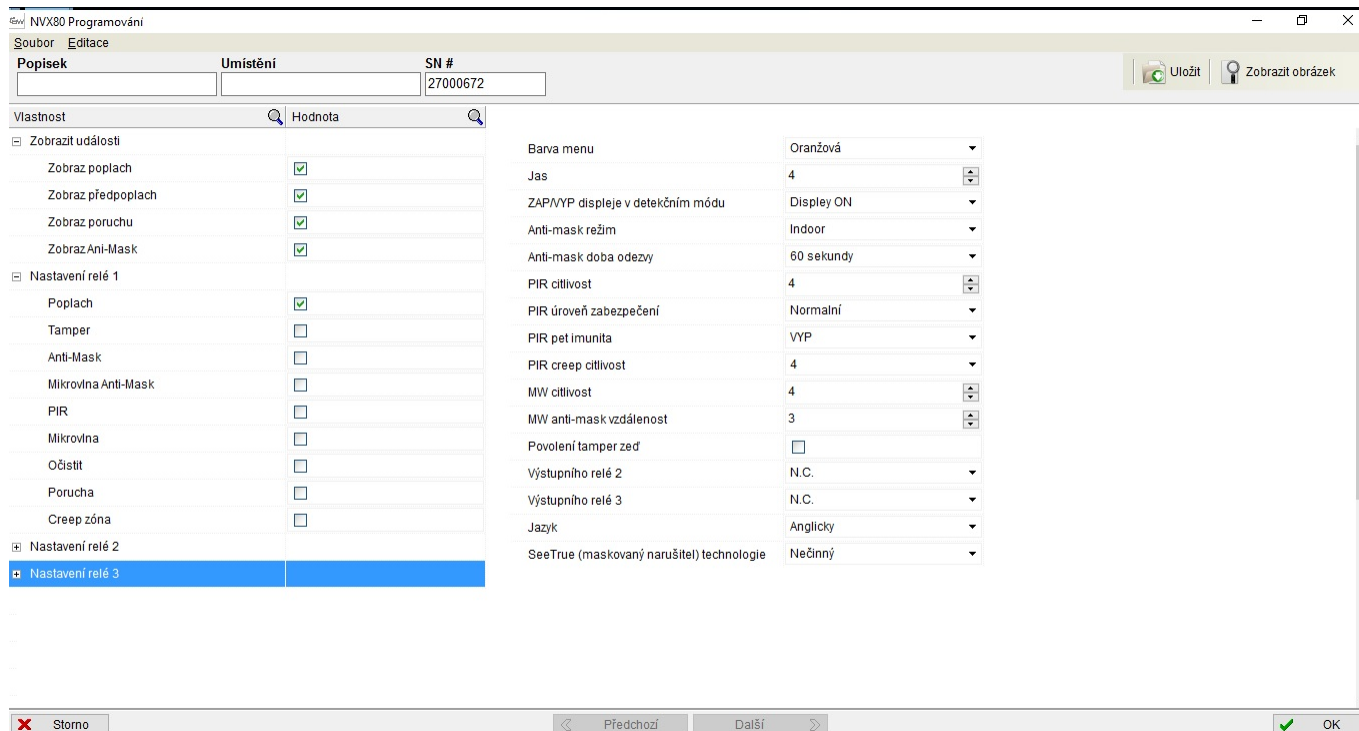 NVX80 Programování
Soubor Editace
Popisek Umístění SN #
27000672
Uložit Zobrazit obrázek
Vlastnost Hodnota
Zobrazit události
Zobraz poplach
Zobraz předpoplach
Zobraz poruchu
Zobraz Ani-Mask
Nastavení relé 1
Poplach
Tamper
Anti-Mask
Mikrovlna Anti-Mask
PIR
Mikrovlna
Očistit
Porucha
Creep zóna
Nastavení relé 2
Nastavení relé 3
Barva menu Oranžová
Jas 4
ZAP/VYP displeje v detekčním módu Displey ON
Anti-mask režim Indoor
Anti-mask doba odezvy 60 sekundy
PIR citlivost 4
PIR úroveň zabezpečení Normalní
PIR pet imunita VYP
PIR creep citlivost 4
MW citlivost 4
MW anti-mask vzdálenost 3
Povolení tamper zeď
Výstupního relé 2 N.C.
Výstupního relé 3 N.C.
Jazyk Anglicky
SeeTrue (maskovaný narušitel) technologie Nečinný
Storno Předchozí Další OK